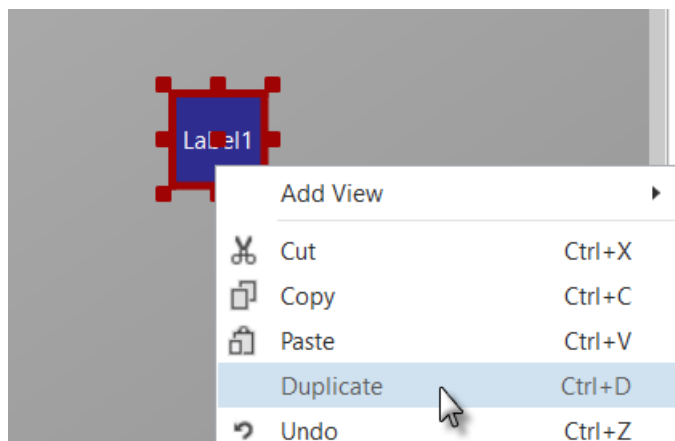 Label1
Add View
Cut Ctrl+X
Copy Ctrl+C
Paste Ctrl+V
Duplicate Ctrl+D
Undo Ctrl+Z